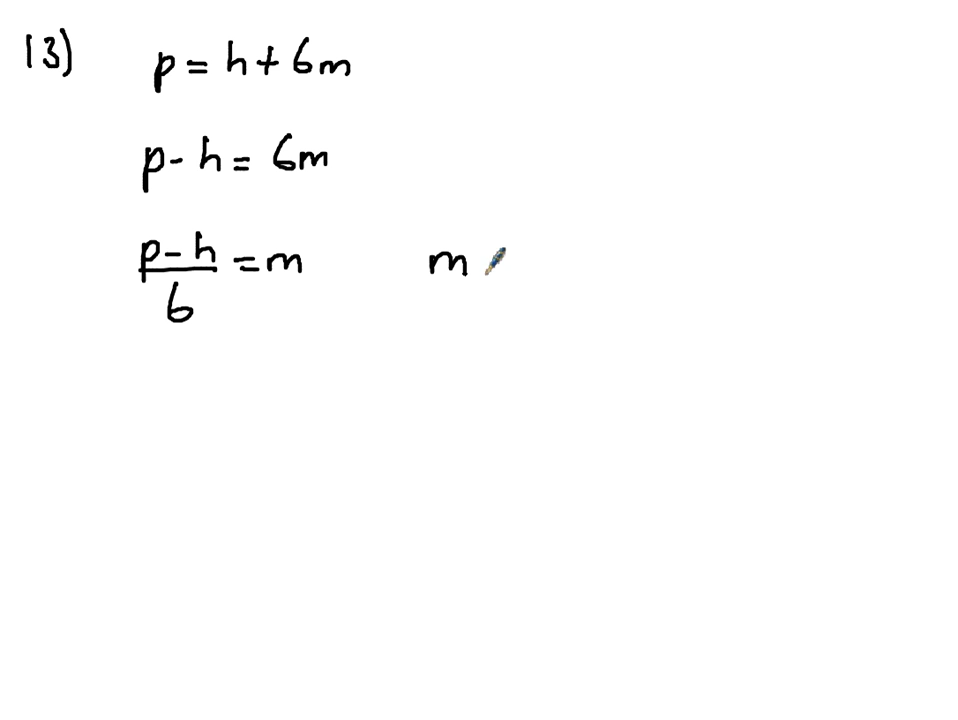 13) p = h + 6m
p - h = 6m
p - h / 6 = m m